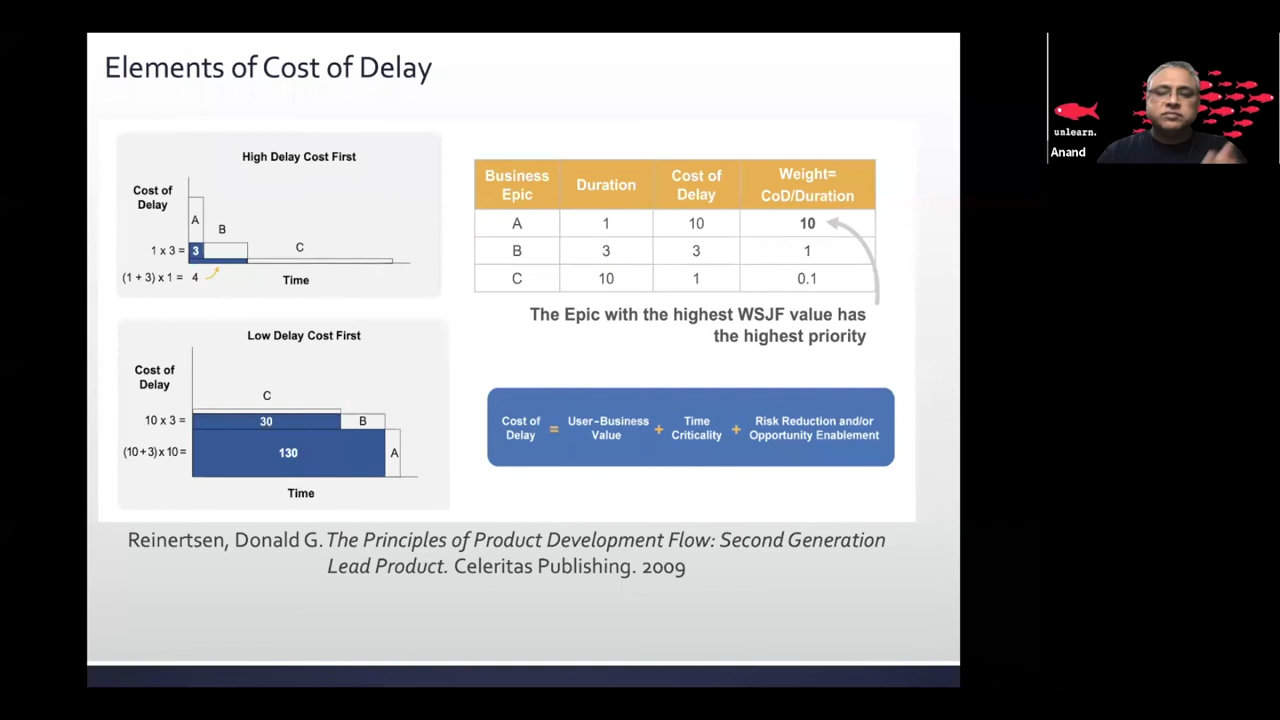 Elements of Cost of Delay
High Delay Cost First
Cost of
Delay
A
B
C
1 x 3 = 3
(1 + 3) x 1 = 4
Time
Low Delay Cost First
Cost of
Delay
C
10 x 3 = 30 B
(10+3) x 10 = 130 A
Time
Business Epic Duration Cost of Delay Weight= CoD/Duration
A 1 10 10
B 3 3 1
C 10 1 0.1
The Epic with the highest WSJF value has
the highest priority
Cost of Delay = User-Business Value + Time Criticality + Risk Reduction and/or Opportunity Enablement
Reinertsen, Donald G. The Principles of Product Development Flow: Second Generation
Lead Product. Celeritas Publishing. 2009
unlearn.
Anand